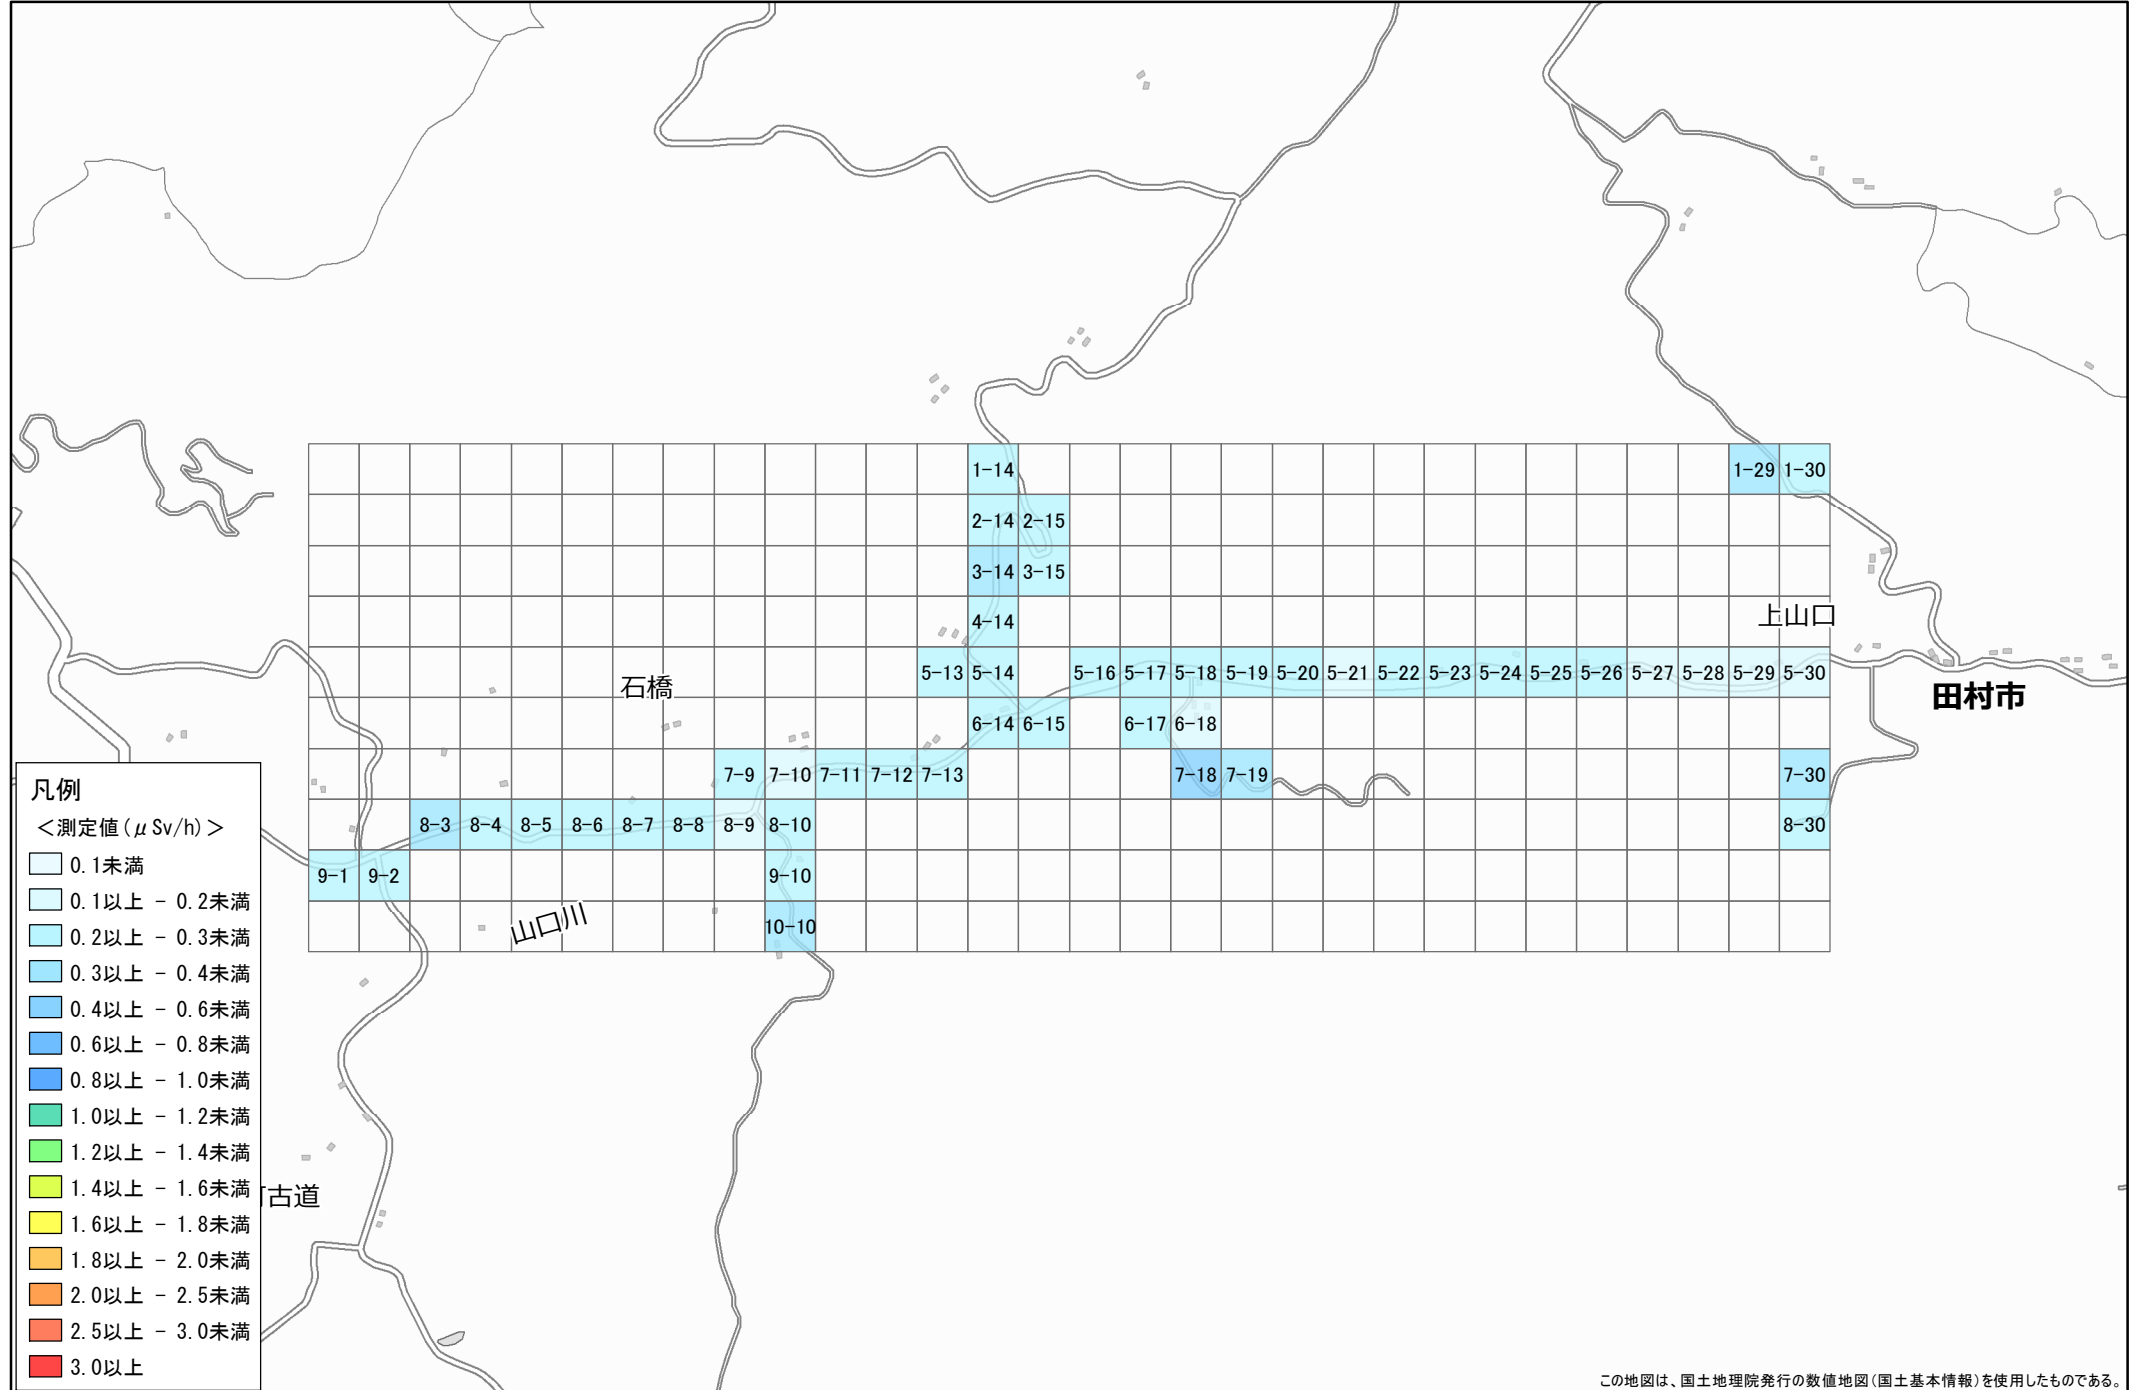 1-14 1-29 1-30
2-14 2-15
3-14 3-15
4-14
上山口
5-13 5-14 5-16 5-17 5-18 5-19 5-20 5-21 5-22 5-23 5-24 5-25 5-26 5-27 5-28 5-29 5-30
石橋
田村市
6-14 6-15 6-17 6-18
7-9 7-10 7-11 7-12 7-13 7-18 7-19 7-30
8-3 8-4 8-5 8-6 8-7 8-8 8-9 8-10 8-30
9-1 9-2 9-10
山口川
10-10
古道
凡例
＜測定値(μSv/h)＞
0.1未満
0.1以上 - 0.2未満
0.2以上 - 0.3未満
0.3以上 - 0.4未満
0.4以上 - 0.6未満
0.6以上 - 0.8未満
0.8以上 - 1.0未満
1.0以上 - 1.2未満
1.2以上 - 1.4未満
1.4以上 - 1.6未満
1.6以上 - 1.8未満
1.8以上 - 2.0未満
2.0以上 - 2.5未満
2.5以上 - 3.0未満
3.0以上
この地図は、国土地理院発行の数値地図(国土基本情報)を使用したものである。